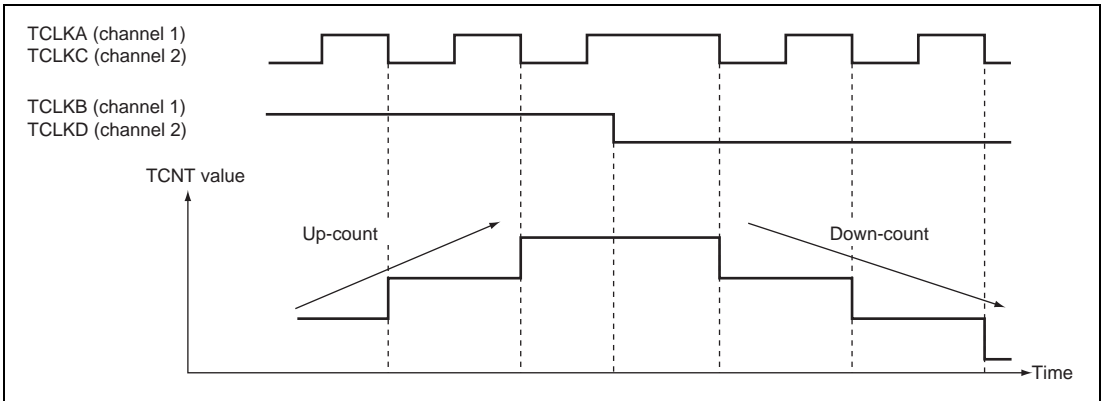 TCLKA (channel 1)
TCLKC (channel 2)
TCLKB (channel 1)
TCLKD (channel 2)
TCNT value
Up-count
Down-count
Time